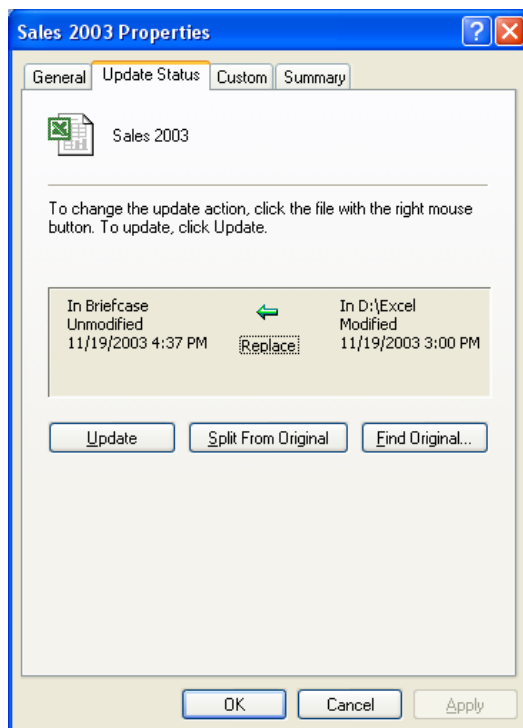 Sales 2003 Properties
General Update Status Custom Summary
Sales 2003
To change the update action, click the file with the right mouse
button. To update, click Update.
In Briefcase
Unmodified
11/19/2003 4:37 PM
Replace
In D:\Excel
Modified
11/19/2003 3:00 PM
Update Split From Original Find Original...
OK Cancel Apply